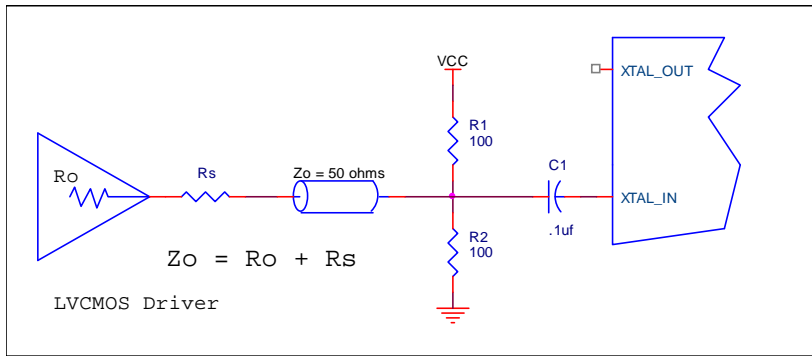 VCC
XTAL_OUT
R1
100
C1
Ro
Rs
Zo = 50 ohms
XTAL_IN
.1uf
R2
100
Zo = Ro + Rs
LVCMOS Driver